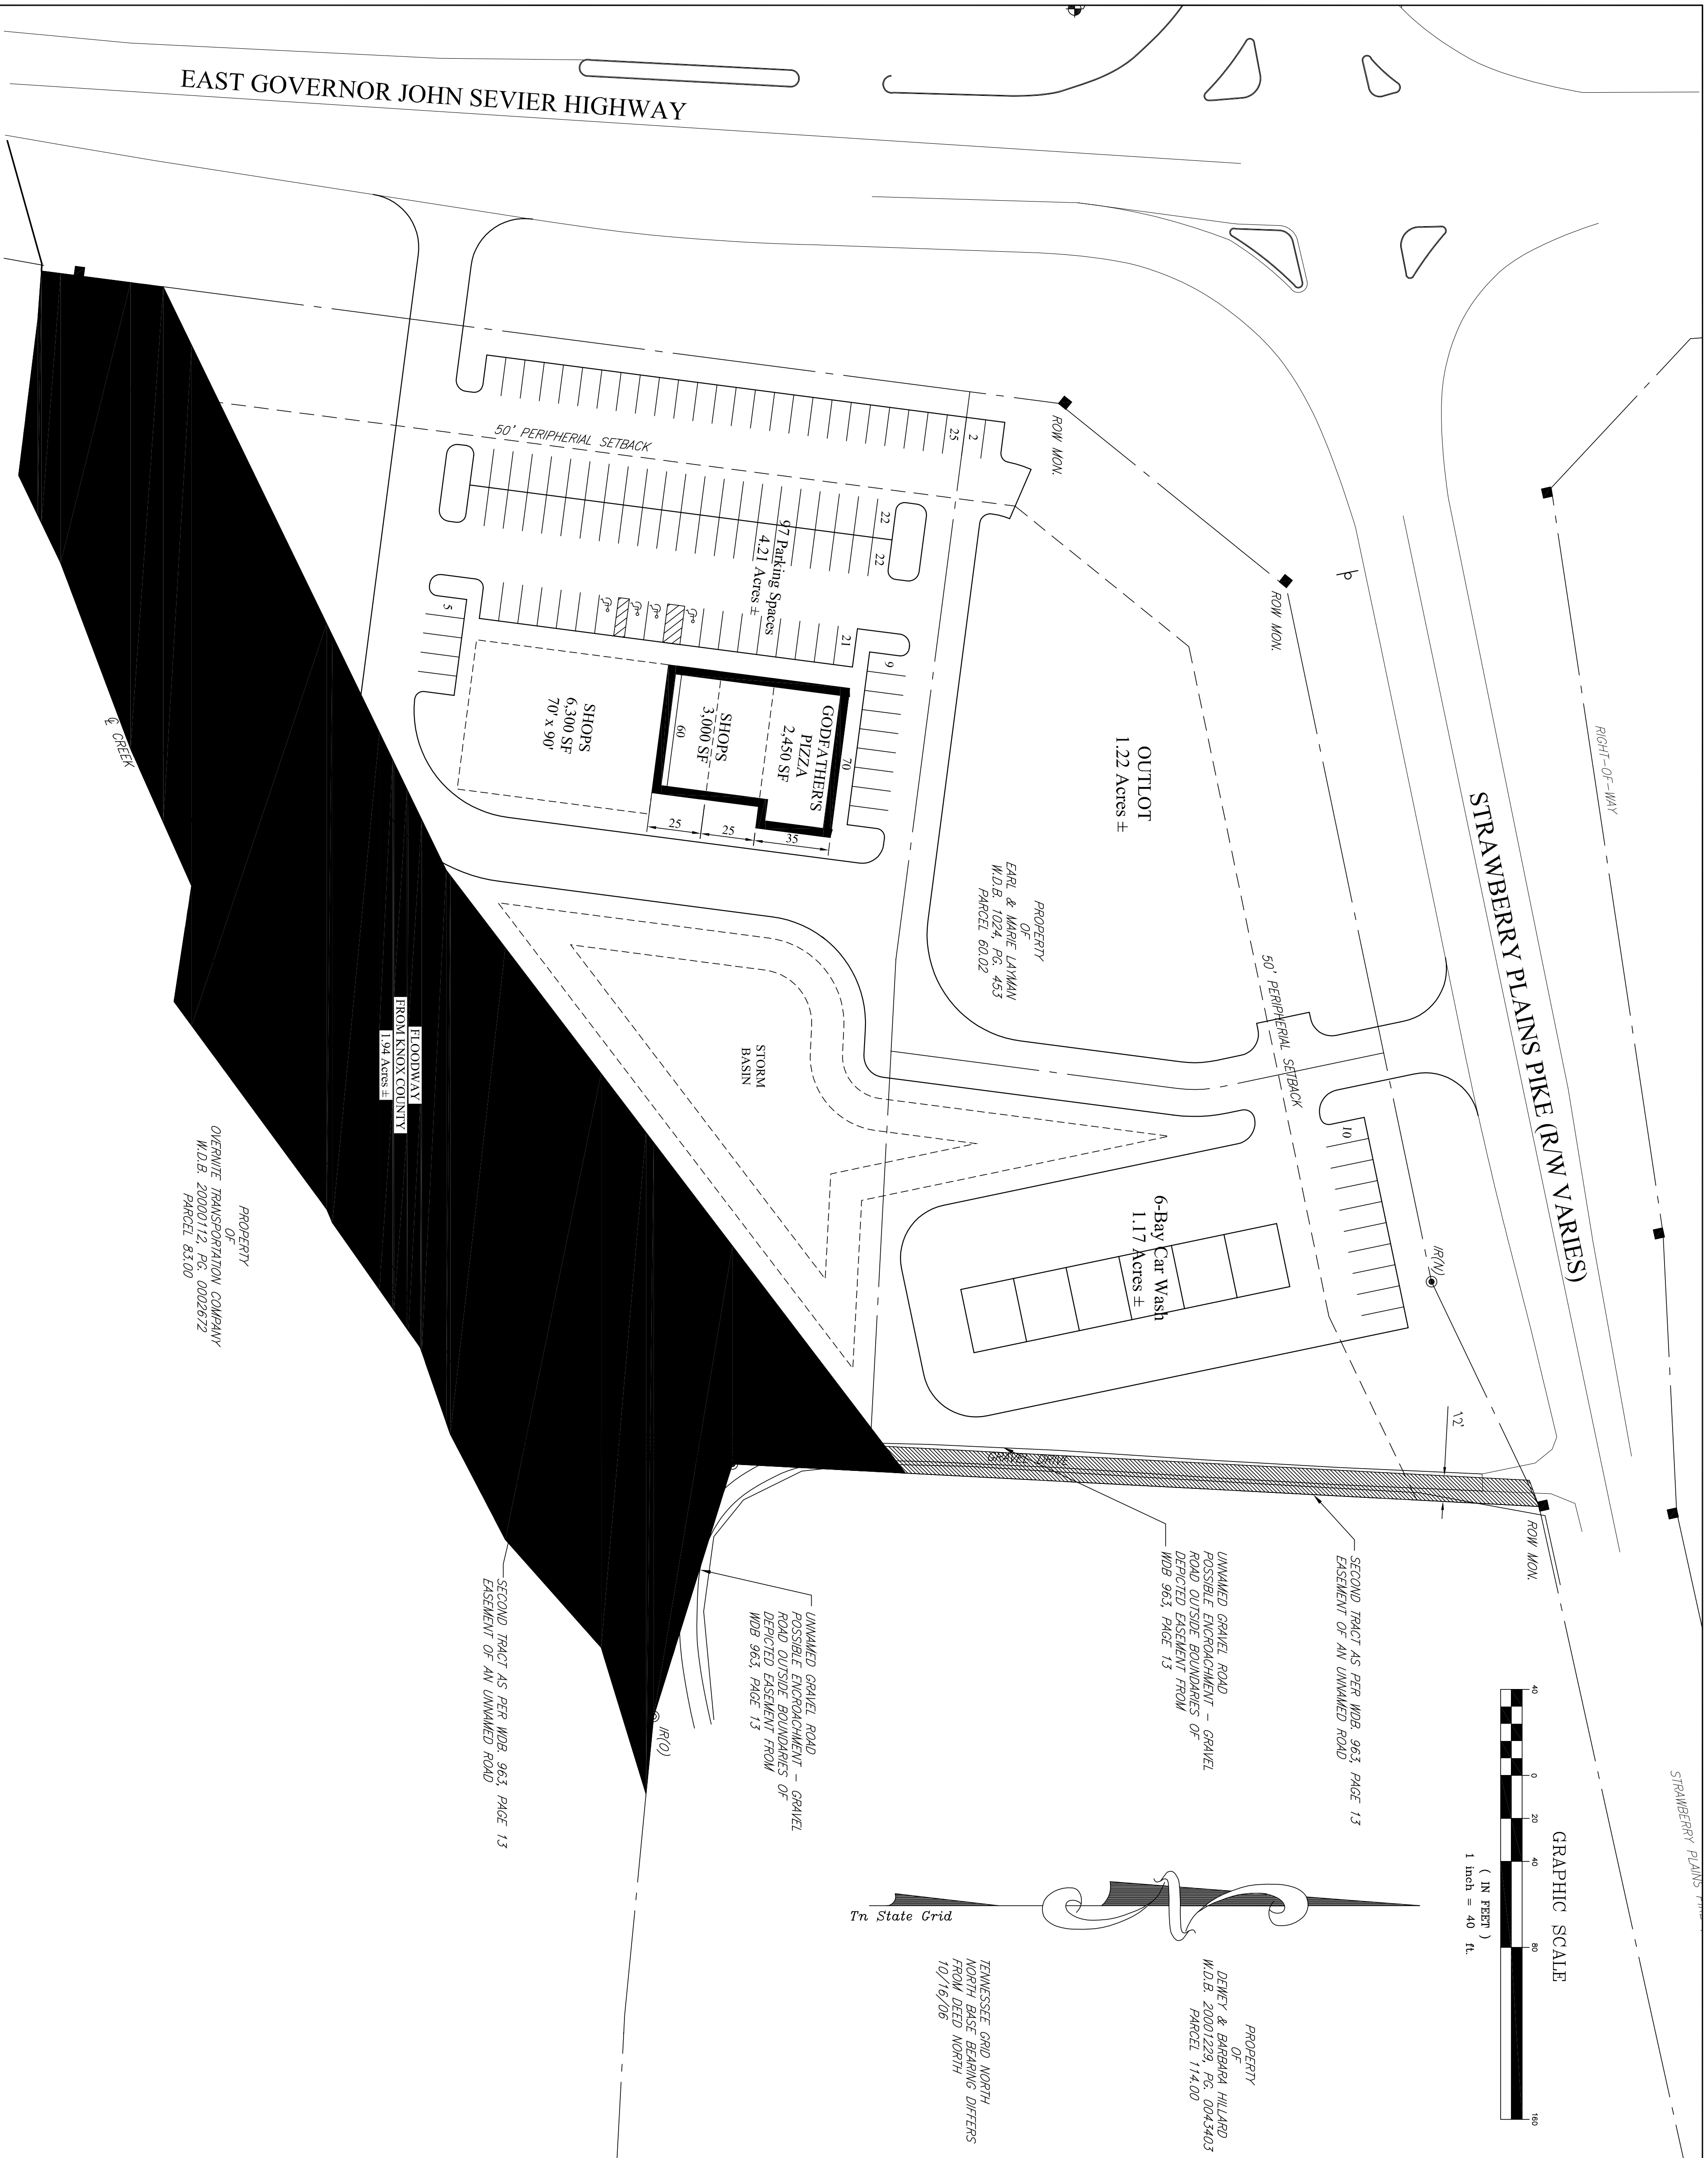 EAST GOVERNOR JOHN SEVIER HIGHWAY
STRAWBERRY PLAINS PIKE (R/W VARIES)
RIGHT-OF-WAY
STRAWBERRY PLAINS
ROW MON.
ROW MON.
ROW MON.
IR(N)
IR(O)
12'
50' PERIPHERIAL SETBACK
50' PERIPHERIAL SETBACK
25
2
22
22
21
9
5
10
97 Parking Spaces
4.21 Acres ±
OUTLOT
1.22 Acres ±
PROPERTY
OF
EARL & MARIE LAYMAN
W.D.B. 1024, PG. 453
PARCEL 60.02
GODFATHER'S
PIZZA
2,450 SF
70
SHOPS
3,000 SF
60
SHOPS
6,300 SF
70' x 90'
25
25
35
6-Bay Car Wash
1.17 Acres ±
STORM
BASIN
FLOODWAY
FROM KNOX COUNTY
1.94 Acres ±
℄ CREEK
PROPERTY
OF
OVERNITE TRANSPORTATION COMPANY
W.D.B. 20000112, PG. 0002672
PARCEL 83.00
GRAVEL DRIVE
SECOND TRACT AS PER WDB. 963, PAGE 13
EASEMENT OF AN UNNAMED ROAD
UNNAMED GRAVEL ROAD
POSSIBLE ENCROACHMENT - GRAVEL
ROAD OUTSIDE BOUNDARIES OF
DEPICTED EASEMENT FROM
WDB 963, PAGE 13
UNNAMED GRAVEL ROAD
POSSIBLE ENCROACHMENT - GRAVEL
ROAD OUTSIDE BOUNDARIES OF
DEPICTED EASEMENT FROM
WDB 963, PAGE 13
SECOND TRACT AS PER WDB. 963, PAGE 13
EASEMENT OF AN UNNAMED ROAD
GRAPHIC SCALE
40 0 20 40 80 160
( IN FEET )
1 inch = 40 ft.
Tn State Grid
N
PROPERTY
OF
DEWEY & BARBARA HILLARD
W.D.B. 20001229, PG. 0043403
PARCEL 114.00
TENNESSEE GRID NORTH
NORTH BASE BEARING DIFFERS
FROM DEED NORTH
10/16/06